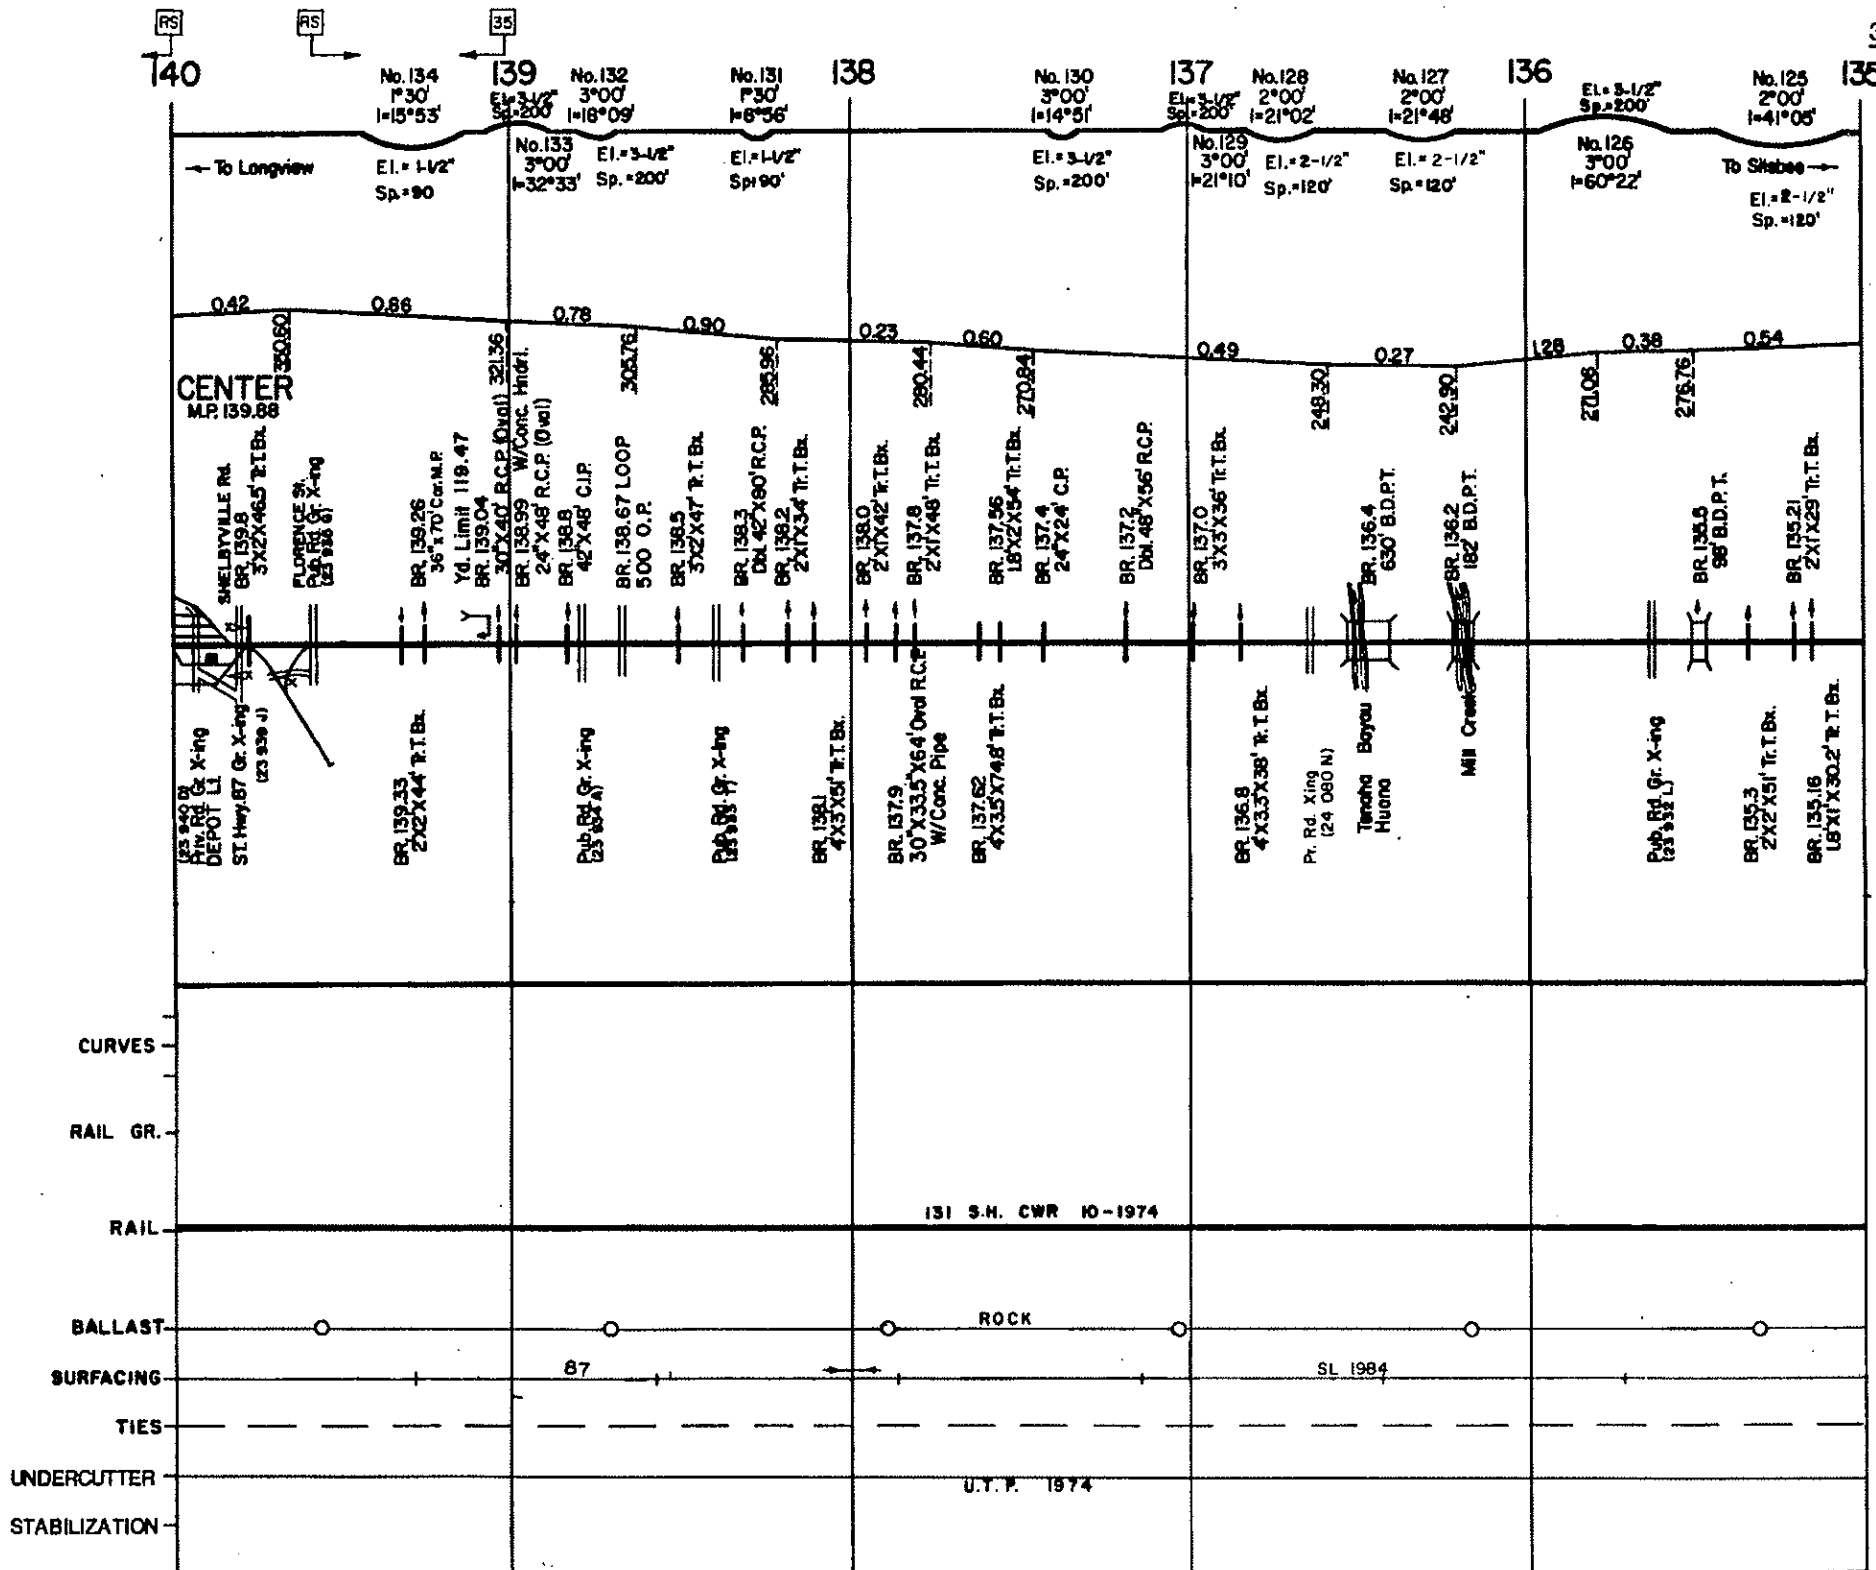 RS
RS
35
140
139
138
137
136
135
No.134
1°30'
I=15°53'
El.=3-1/2"
Sp.=200'
No.132
3°00'
I=18°09'
No.131
1°30'
I=8°56'
No.130
3°00'
I=14°51'
El.=3-1/2"
Sp.=200'
No.128
2°00'
I=21°02'
No.127
2°00'
I=21°48'
El.=3-1/2"
Sp.=200'
No.125
2°00'
I=41°05'
← To Longview
El.=1-1/2"
Sp.=90
No.133
3°00'
I=32°33'
El.=3-1/2"
Sp.=200'
El.=1-1/2"
Sp=90'
El.=3-1/2"
Sp.=200'
No.129
3°00'
I=21°10'
El.=2-1/2"
Sp.=120'
El.=2-1/2"
Sp.=120'
No.126
3°00'
I=60°22'
To Silsbee →
El.=2-1/2"
Sp.=120'
0.42
0.86
0.78
0.90
0.23
0.60
0.49
0.27
1.28
0.38
0.54
330.60
321.36
305.76
285.96
280.44
270.84
248.30
242.90
271.06
276.76
CENTER
M.P. 139.88
SHELBYVILLE Rd.
BR. 139.8
3'X2'X46.5' Tr.T. Bx.
FLORENCE St.
Pub. Rd. Gr. X-ing
BR. 139.26
36" x 70' Cor. M.P.
Yd. Limit 119.47
BR. 139.04
30"X40' R.C.P. (Oval)
BR. 138.99 W/Conc. Hndrl.
24"X48' R.C.P. (Oval)
BR. 138.8
42"X48' C.I.P.
BR. 138.67 LOOP
500 O.P.
BR. 138.5
3'X2'X47' Tr.T. Bx.
BR. 138.3
Dbl. 42"X80' R.C.P.
BR. 138.2
2'X1'X34' Tr.T. Bx.
BR. 138.0
2'X1'X42' Tr.T. Bx.
BR. 137.8
2'X1'X48' Tr.T. Bx.
BR. 137.56
1.8'X2'X54' Tr.T. Bx.
BR. 137.4
24"X24' C.P.
BR. 137.2
Dbl. 48"X56' R.C.P.
BR. 137.0
3'X3'X36' Tr.T. Bx.
BR. 136.4
630' B.D.P.T.
BR. 136.2
182' B.D.P.T.
BR. 135.5
98' B.D.P.T.
BR. 135.21
2'X1'X29' Tr.T. Bx.
(23 940 D)
Priv. Rd. Gr. X-ing
DEPOT L1
ST. Hwy. 87 Gr. X-ing
(23 939 J)
BR. 139.33
2'X2'X44' Tr.T. Bx.
Pub. Rd. Gr. X-ing
(23 934 A)
Pub. Rd. Gr. X-ing
BR. 138.1
4'X3'X51' Tr.T. Bx.
BR. 137.9
30"X33.5"X64' Oval R.C.P.
W/Conc. Pipe
BR. 137.62
4'X3.5'X74.8' Tr.T. Bx.
BR. 136.8
4'X3.3'X38' Tr.T. Bx.
Pr. Rd. Xing
(24 080 N)
Tenaha Bayou
Huana
Mill Creek
Pub. Rd. Gr. X-ing
(23 932 L)
BR. 135.3
2'X2'X51' Tr.T. Bx.
BR. 135.16
1.8'X1'X30.2' Tr.T. Bx.
CURVES
RAIL GR.
RAIL
131 S.H. CWR 10-1974
BALLAST
ROCK
SURFACING
87
SL 1984
TIES
UNDERCUTTER
U.T.P. 1974
STABILIZATION